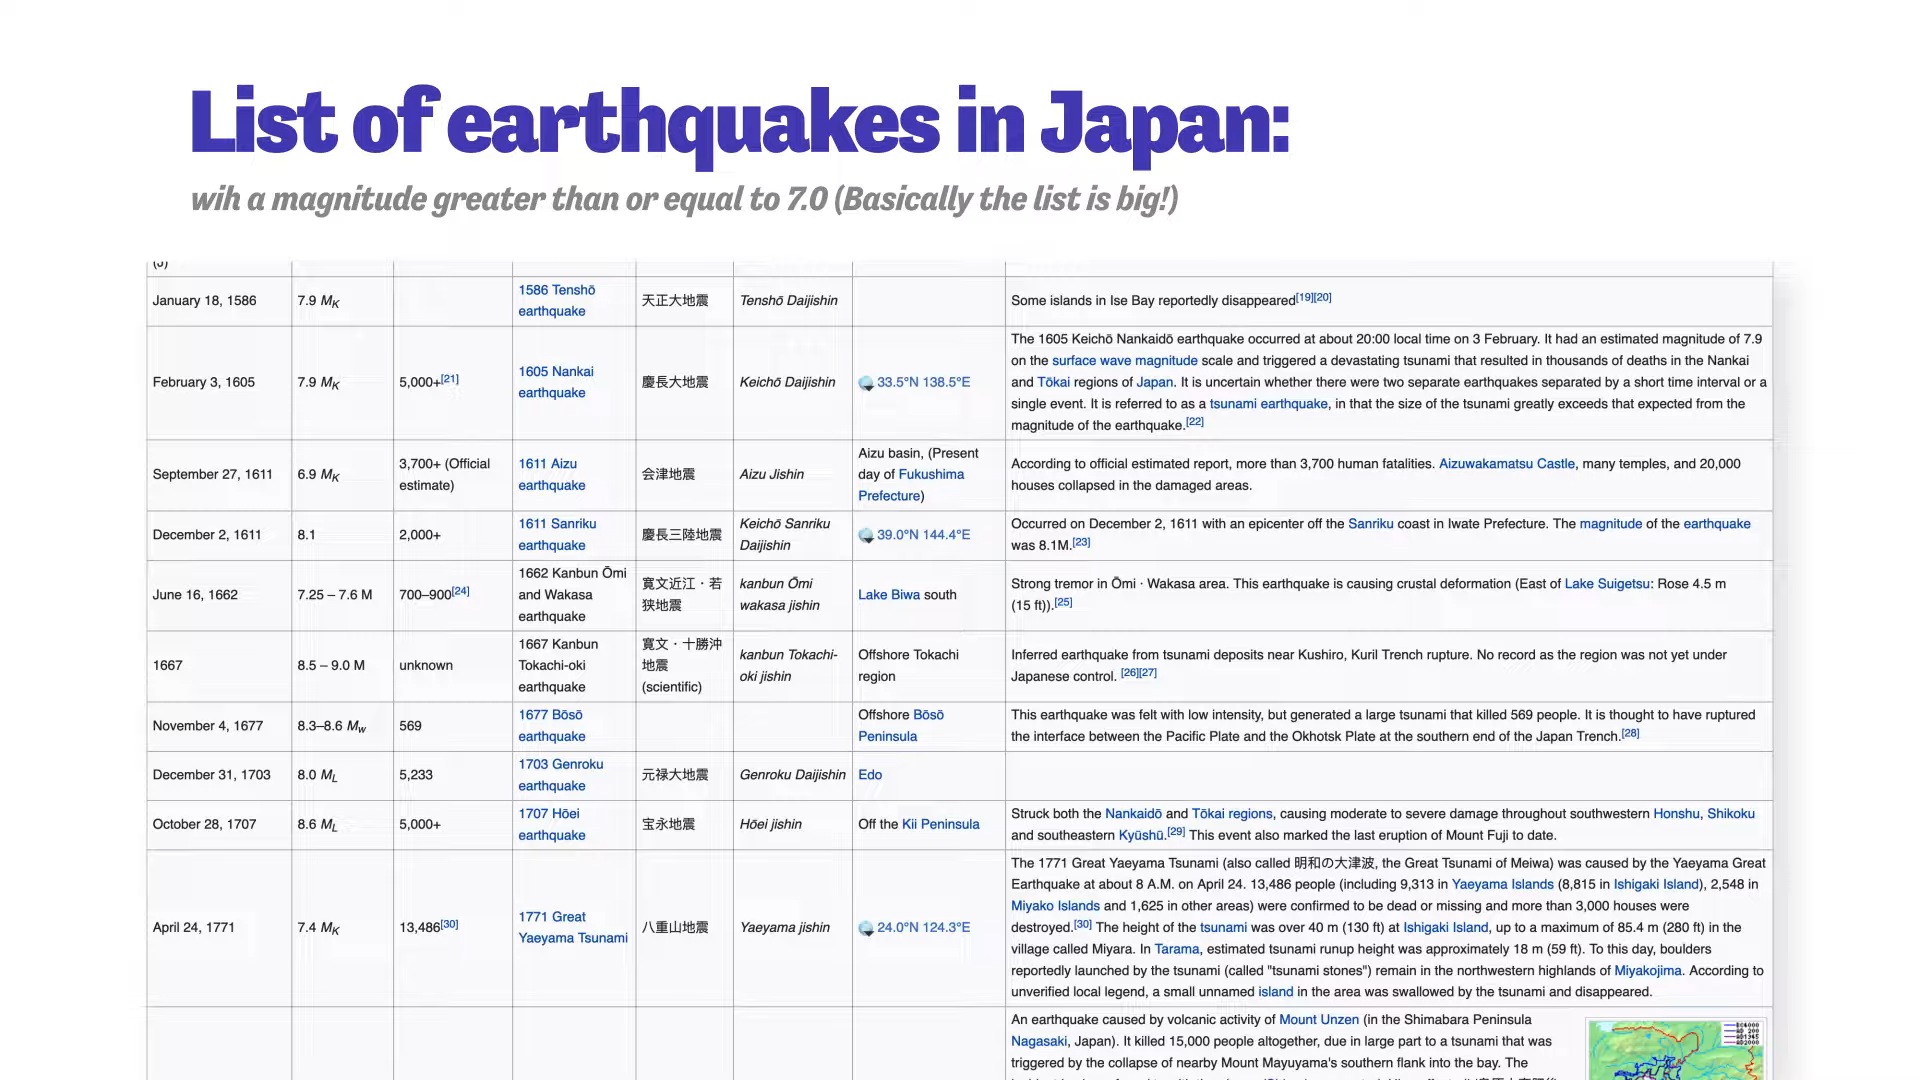 List of earthquakes in Japan:
wih a magnitude greater than or equal to 7.0 (Basically the list is big!)
January 18, 1586
7.9 MK
1586 Tenshō
earthquake
天正大地震
Tenshō Daijishin
Some islands in Ise Bay reportedly disappeared[19][20]
February 3, 1605
7.9 MK
5,000+[21]
1605 Nankai
earthquake
慶長大地震
Keichō Daijishin
33.5°N 138.5°E
The 1605 Keichō Nankaidō earthquake occurred at about 20:00 local time on 3 February. It had an estimated magnitude of 7.9
on the surface wave magnitude scale and triggered a devastating tsunami that resulted in thousands of deaths in the Nankai
and Tōkai regions of Japan. It is uncertain whether there were two separate earthquakes separated by a short time interval or a
single event. It is referred to as a tsunami earthquake, in that the size of the tsunami greatly exceeds that expected from the
magnitude of the earthquake.[22]
September 27, 1611
6.9 MK
3,700+ (Official
estimate)
1611 Aizu
earthquake
会津地震
Aizu Jishin
Aizu basin, (Present
day of Fukushima
Prefecture)
According to official estimated report, more than 3,700 human fatalities. Aizuwakamatsu Castle, many temples, and 20,000
houses collapsed in the damaged areas.
December 2, 1611
8.1
2,000+
1611 Sanriku
earthquake
慶長三陸地震
Keichō Sanriku
Daijishin
39.0°N 144.4°E
Occurred on December 2, 1611 with an epicenter off the Sanriku coast in Iwate Prefecture. The magnitude of the earthquake
was 8.1M.[23]
June 16, 1662
7.25 – 7.6 M
700–900[24]
1662 Kanbun Ōmi
and Wakasa
earthquake
寛文近江・若
狭地震
kanbun Ōmi
wakasa jishin
Lake Biwa south
Strong tremor in Ōmi · Wakasa area. This earthquake is causing crustal deformation (East of Lake Suigetsu: Rose 4.5 m
(15 ft)).[25]
1667
8.5 – 9.0 M
unknown
1667 Kanbun
Tokachi-oki
earthquake
寛文・十勝沖
地震
(scientific)
kanbun Tokachi-
oki jishin
Offshore Tokachi
region
Inferred earthquake from tsunami deposits near Kushiro, Kuril Trench rupture. No record as the region was not yet under
Japanese control. [26][27]
November 4, 1677
8.3–8.6 Mw
569
1677 Bōsō
earthquake
Offshore Bōsō
Peninsula
This earthquake was felt with low intensity, but generated a large tsunami that killed 569 people. It is thought to have ruptured
the interface between the Pacific Plate and the Okhotsk Plate at the southern end of the Japan Trench.[28]
December 31, 1703
8.0 ML
5,233
1703 Genroku
earthquake
元禄大地震
Genroku Daijishin
Edo
October 28, 1707
8.6 ML
5,000+
1707 Hōei
earthquake
宝永地震
Hōei jishin
Off the Kii Peninsula
Struck both the Nankaidō and Tōkai regions, causing moderate to severe damage throughout southwestern Honshu, Shikoku
and southeastern Kyūshū.[29] This event also marked the last eruption of Mount Fuji to date.
April 24, 1771
7.4 MK
13,486[30]
1771 Great
Yaeyama Tsunami
八重山地震
Yaeyama jishin
24.0°N 124.3°E
The 1771 Great Yaeyama Tsunami (also called 明和の大津波, the Great Tsunami of Meiwa) was caused by the Yaeyama Great
Earthquake at about 8 A.M. on April 24. 13,486 people (including 9,313 in Yaeyama Islands (8,815 in Ishigaki Island), 2,548 in
Miyako Islands and 1,625 in other areas) were confirmed to be dead or missing and more than 3,000 houses were
destroyed.[30] The height of the tsunami was over 40 m (130 ft) at Ishigaki Island, up to a maximum of 85.4 m (280 ft) in the
village called Miyara. In Tarama, estimated tsunami runup height was approximately 18 m (59 ft). To this day, boulders
reportedly launched by the tsunami (called "tsunami stones") remain in the northwestern highlands of Miyakojima. According to
unverified local legend, a small unnamed island in the area was swallowed by the tsunami and disappeared.
An earthquake caused by volcanic activity of Mount Unzen (in the Shimabara Peninsula
Nagasaki, Japan). It killed 15,000 people altogether, due in large part to a tsunami that was
triggered by the collapse of nearby Mount Mayuyama's southern flank into the bay. The